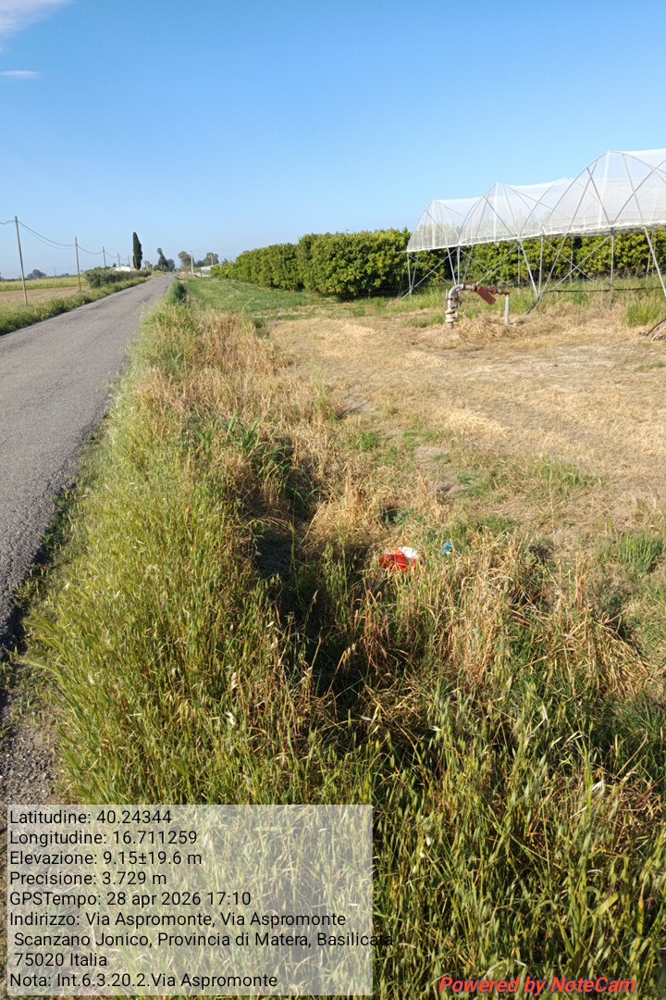 Latitudine: 40.24344
Longitudine: 16.711259
Elevazione: 9.15±19.6 m
Precisione: 3.729 m
GPSTempo: 28 apr 2026 17:10
Indirizzo: Via Aspromonte, Via Aspromonte
Scanzano Jonico, Provincia di Matera, Basilicata
75020 Italia
Nota: Int.6.3.20.2.Via Aspromonte
Powered by NoteCam